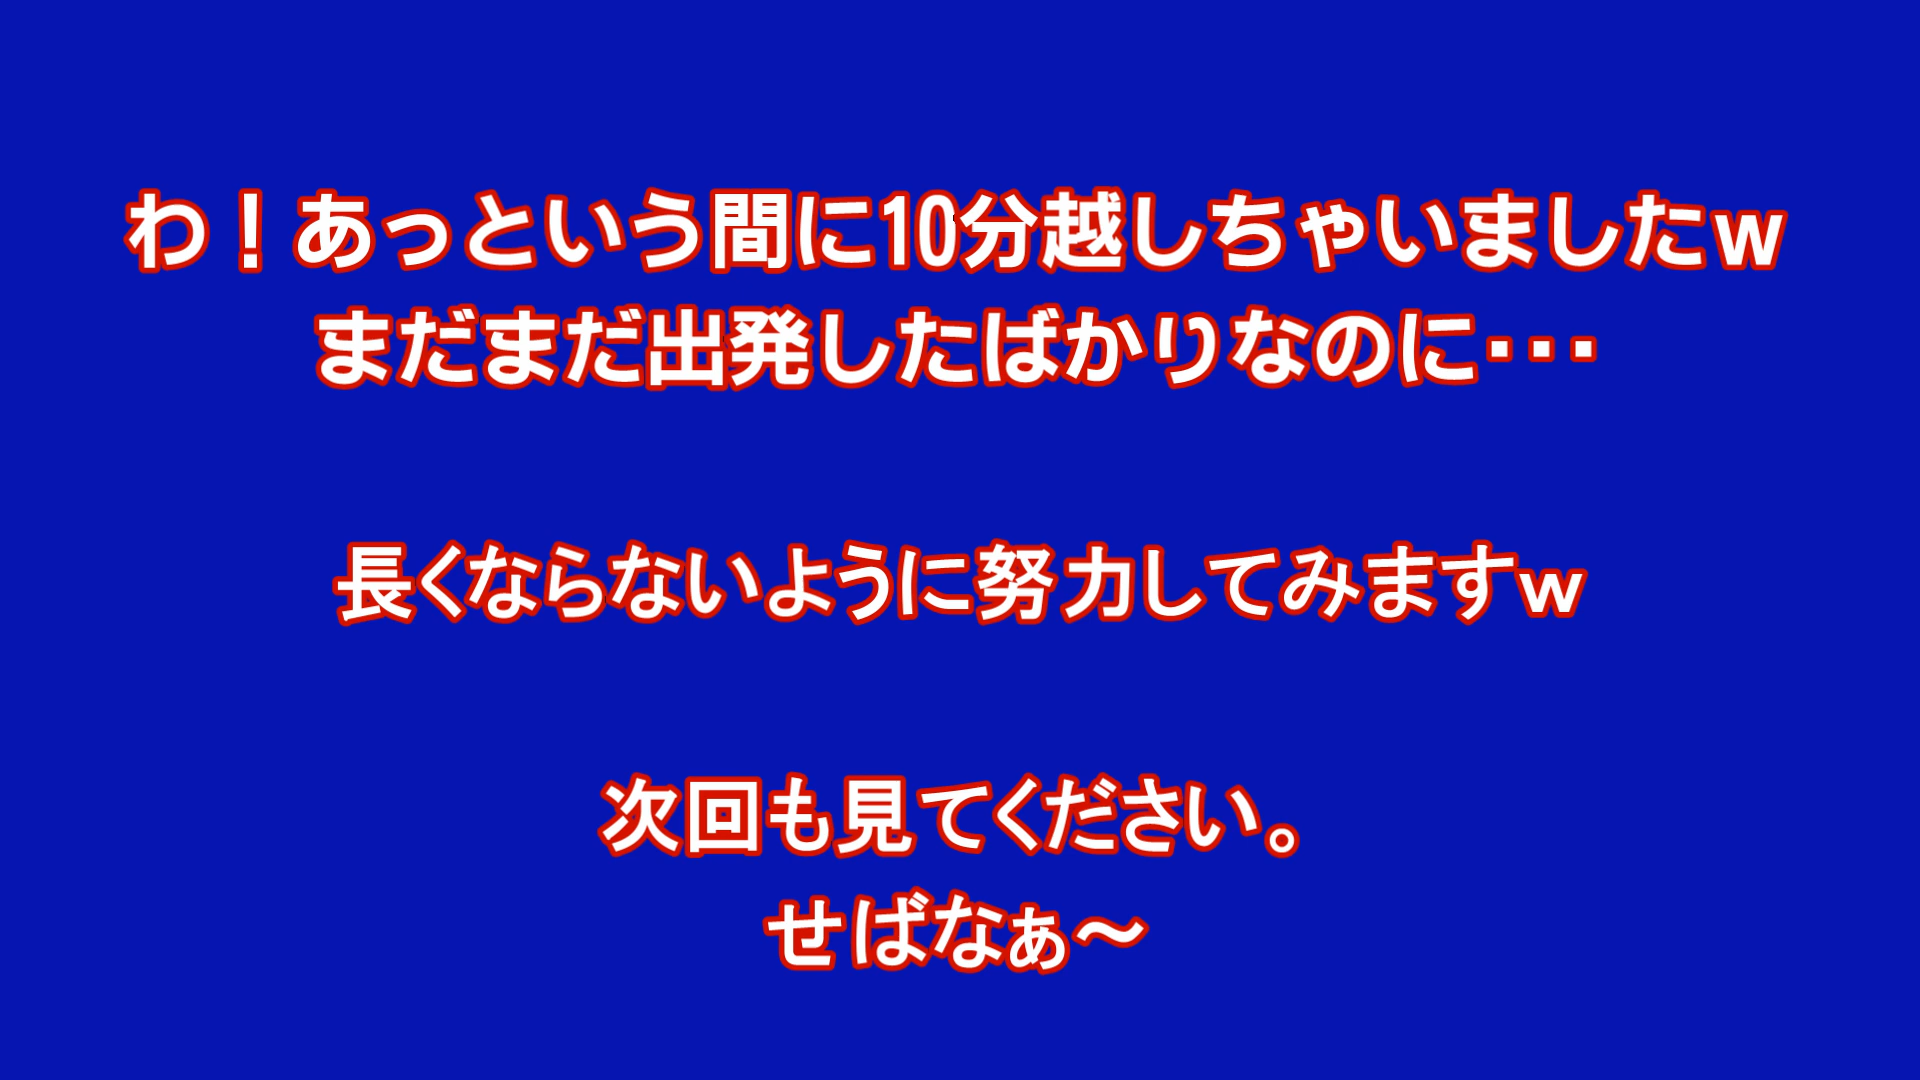 わ！あっという間に10分越しちゃいましたw
まだまだ出発したばかりなのに･･･
長くならないように努力してみますw
次回も見てください。
せばなぁ～